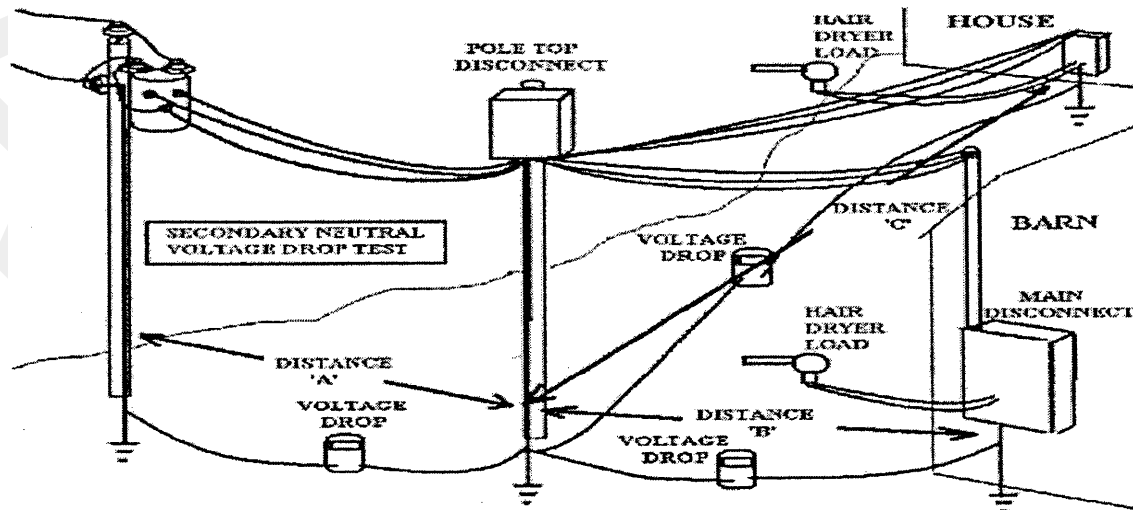 HAIR
DRYER
LOAD
HOUSE
POLE TOP
DISCONNECT
SECONDARY NEUTRAL
VOLTAGE DROP TEST
DISTANCE
'C'
BARN
VOLTAGE
DROP
MAIN
DISCONNECT
HAIR
DRYER
LOAD
DISTANCE
'A'
VOLTAGE
DROP
DISTANCE
'B'
VOLTAGE
DROP